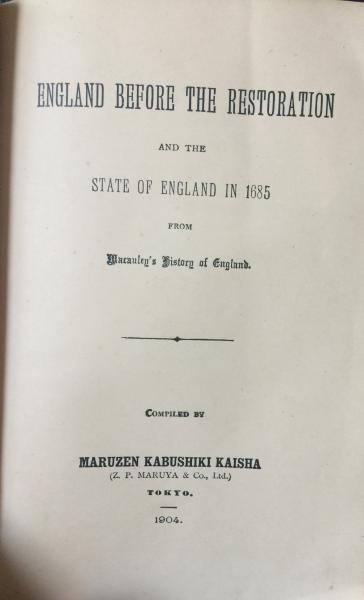 ENGLAND BEFORE THE RESTORATION
AND THE
STATE OF ENGLAND IN 1685
FROM
Macauley's History of England.
COMPILED BY
MARUZEN KABUSHIKI KAISHA
(Z. P. MARUYA & Co., Ltd.)
TOKYO.
1904.